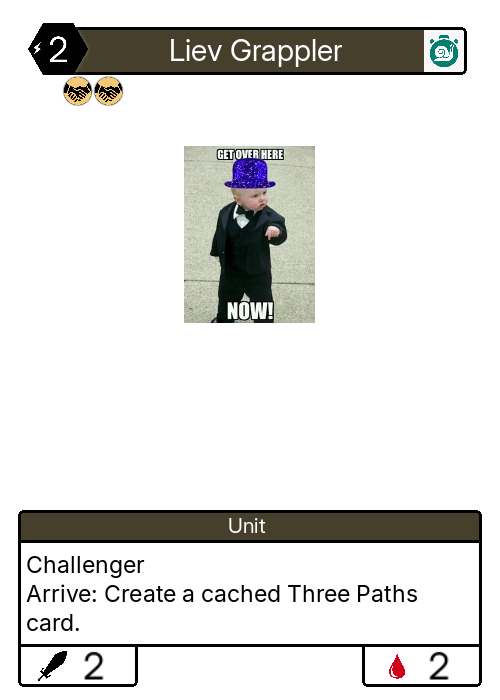 2
Liev Grappler
GET OVER HERE
NOW!
Unit
Challenger
Arrive: Create a cached Three Paths
card.
2
2